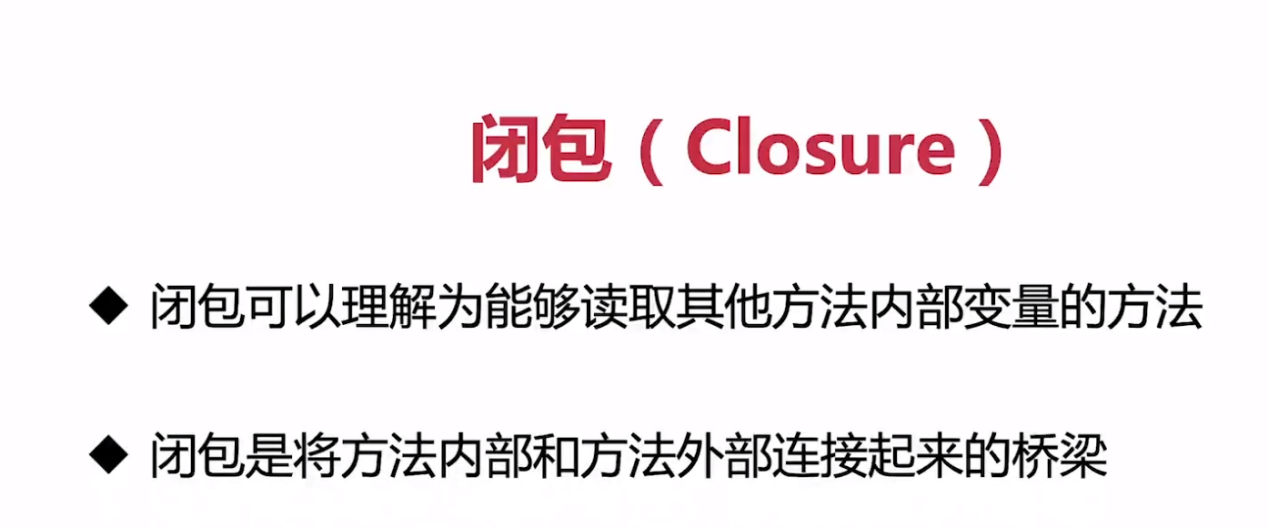 闭包（Closure）
◆ 闭包可以理解为能够读取其他方法内部变量的方法
◆ 闭包是将方法内部和方法外部连接起来的桥梁